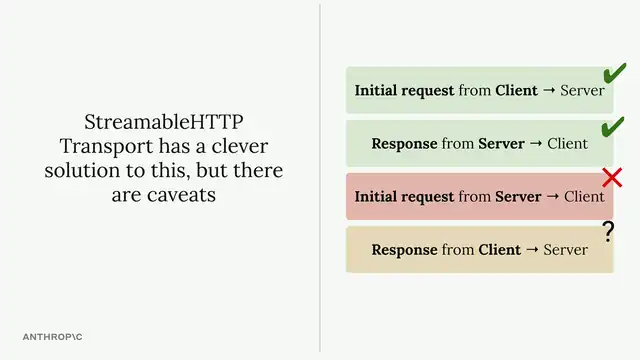 StreamableHTTP
Transport has a clever
solution to this, but there
are caveats
Initial request from Client → Server
Response from Server → Client
Initial request from Server → Client
Response from Client → Server
?
ANTHROP\C